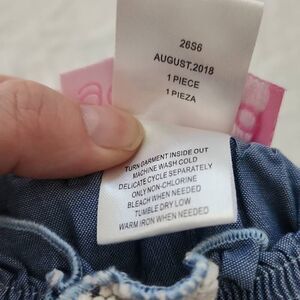 26S6
AUGUST,2018
1 PIECE
1 PIEZA
TURN GARMENT INSIDE OUT
MACHINE WASH COLD
DELICATE CYCLE SEPARATELY
ONLY NON-CHLORINE
BLEACH WHEN NEEDED
TUMBLE DRY LOW
WARM IRON WHEN NEEDED